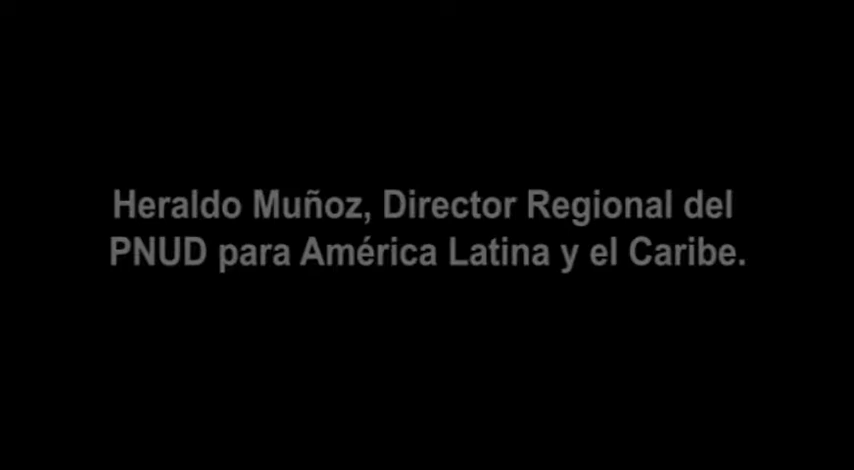 Heraldo Muñoz, Director Regional del
PNUD para América Latina y el Caribe.